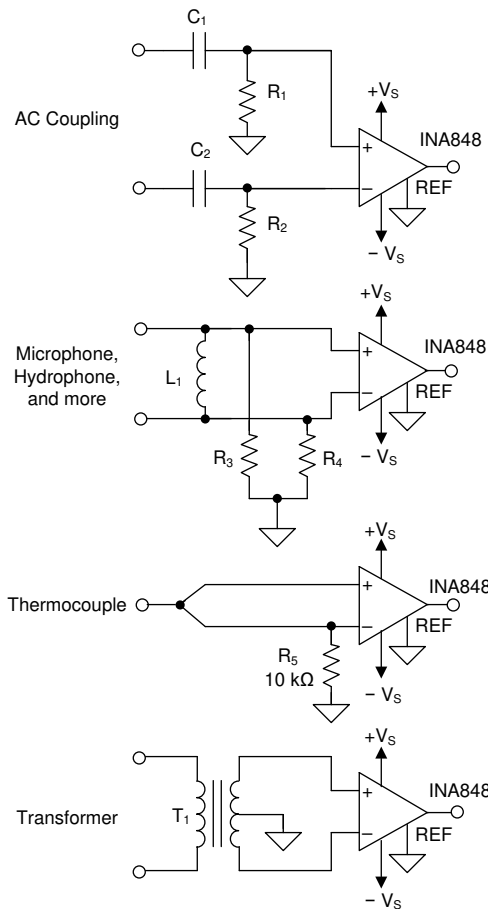 C₁
R₁
AC Coupling
+Vₛ
INA848
+
−
REF
− Vₛ
C₂
R₂
+Vₛ
INA848
Microphone,
Hydrophone,
and more
L₁
+
−
REF
− Vₛ
R₃
R₄
+Vₛ
INA848
Thermocouple
+
−
REF
− Vₛ
R₅
10 kΩ
+Vₛ
INA848
Transformer
T₁
+
−
REF
− Vₛ